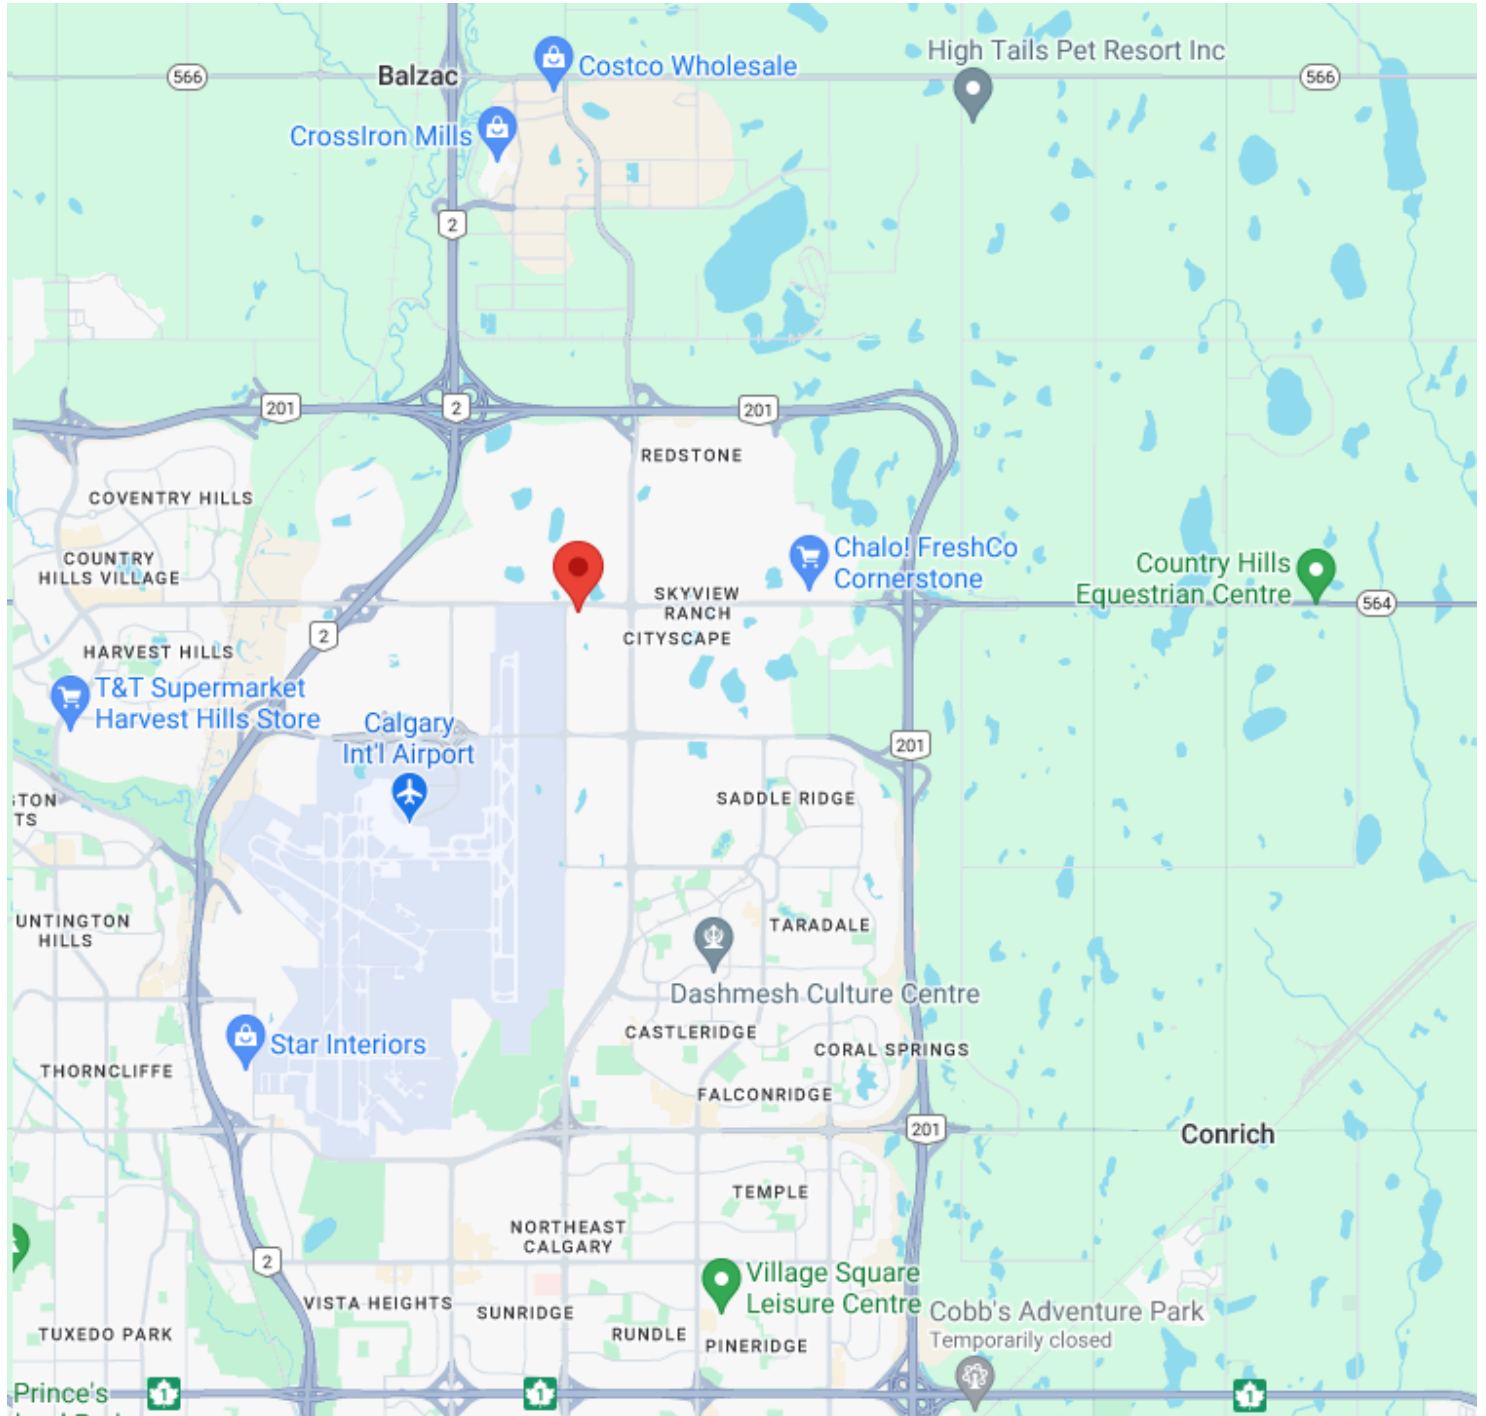 High Tails Pet Resort Inc
Costco Wholesale
566
Balzac
566
CrossIron Mills
2
201
2
201
REDSTONE
COVENTRY HILLS
COUNTRY
HILLS VILLAGE
Chalo! FreshCo
Cornerstone
Country Hills
Equestrian Centre
564
SKYVIEW
RANCH
CITYSCAPE
2
HARVEST HILLS
T&T Supermarket
Harvest Hills Store
Calgary
Int'l Airport
201
SADDLE RIDGE
TON
TS
UNTINGTON
HILLS
TARADALE
Dashmesh Culture Centre
CASTLERIDGE
CORAL SPRINGS
Star Interiors
THORNCLIFFE
FALCONRIDGE
201
Conrich
TEMPLE
NORTHEAST
CALGARY
2
Village Square
Leisure Centre
VISTA HEIGHTS
SUNRIDGE
Cobb's Adventure Park
Temporarily closed
TUXEDO PARK
RUNDLE
PINERIDGE
Prince's
1
1
1